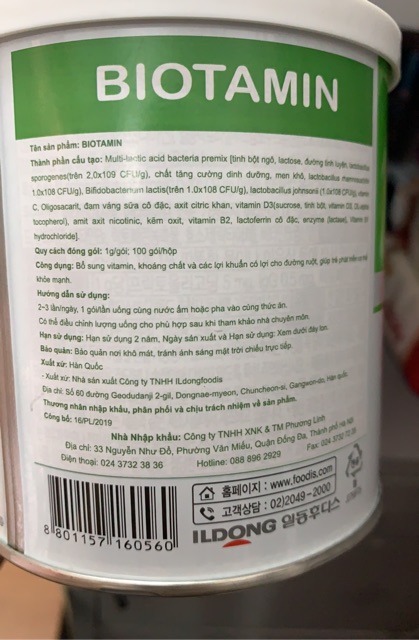 BIOTAMIN
Tên sản phẩm: BIOTAMIN
Thành phần cấu tạo: Multi-lactic acid bacteria premix [tinh bột ngô, lactose, đường tinh luyện, lactobacillus
sporogenes(trên 2,0x109 CFU/g), chất tăng cường dinh dưỡng, men khô, lactobacillus
1.0x108 CFU/g), Bifidobacterium lactis(trên 1.0x108 CFU/g), lactobacillus johnsonii (1.0x108 CFU/g), vitamin
C, Oligosacarit, đạm váng sữa cô đặc, axit citric khan, vitamin D3(sucrose, tinh bột, vitamin
tocopherol), amit axit nicotinic, kẽm oxit, vitamin B2, lactoferrin cô đặc, enzyme (lactase), Vitamin
hydrochloride].
Quy cách đóng gói: 1g/gói; 100 gói/hộp
Công dụng: Bổ sung vitamin, khoáng chất và các lợi khuẩn có lợi cho đường ruột, giúp trẻ phát triển
khỏe mạnh.
Hướng dẫn sử dụng:
2~3 lần/ngày, 1 gói/lần uống cùng nước ấm hoặc pha vào cùng thức ăn.
Có thể điều chỉnh lượng uống cho phù hợp sau khi tham khảo nhà chuyên môn.
Hạn sử dụng: Hạn sử dụng 2 năm, Ngày sản xuất và Hạn sử dụng: Xem dưới đáy lon.
Bảo quản: Bảo quản nơi khô mát, tránh ánh sáng mặt trời chiếu trực tiếp.
Xuất xứ: Hàn Quốc
- Xuất xứ: Nhà sản xuất Công ty TNHH ILdongfoodis
Địa chỉ: Số 60 đường Geodudanji 2-gil, Dongnae-myeon, Chuncheon-si, Gangwon-do, Hàn quốc
Thương nhân nhập khẩu, phân phối và chịu trách nhiệm về sản phẩm.
Công bố: 16/PL/2019
Nhà Nhập khẩu: Công ty TNHH XNK & TM Phương Linh
Địa chỉ: 33 Nguyễn Như Đổ, Phường Văn Miếu, Quận Đống Đa, Thành phố Hà nội
Điện thoại: 024 3732 38 36 Hotline: 088 896 2929 Fax: 024 3732
홈페이지 : www.foodis.com
고객상담 : 02)2049-2000
ILDONG 일동후디스
8 801157 160560